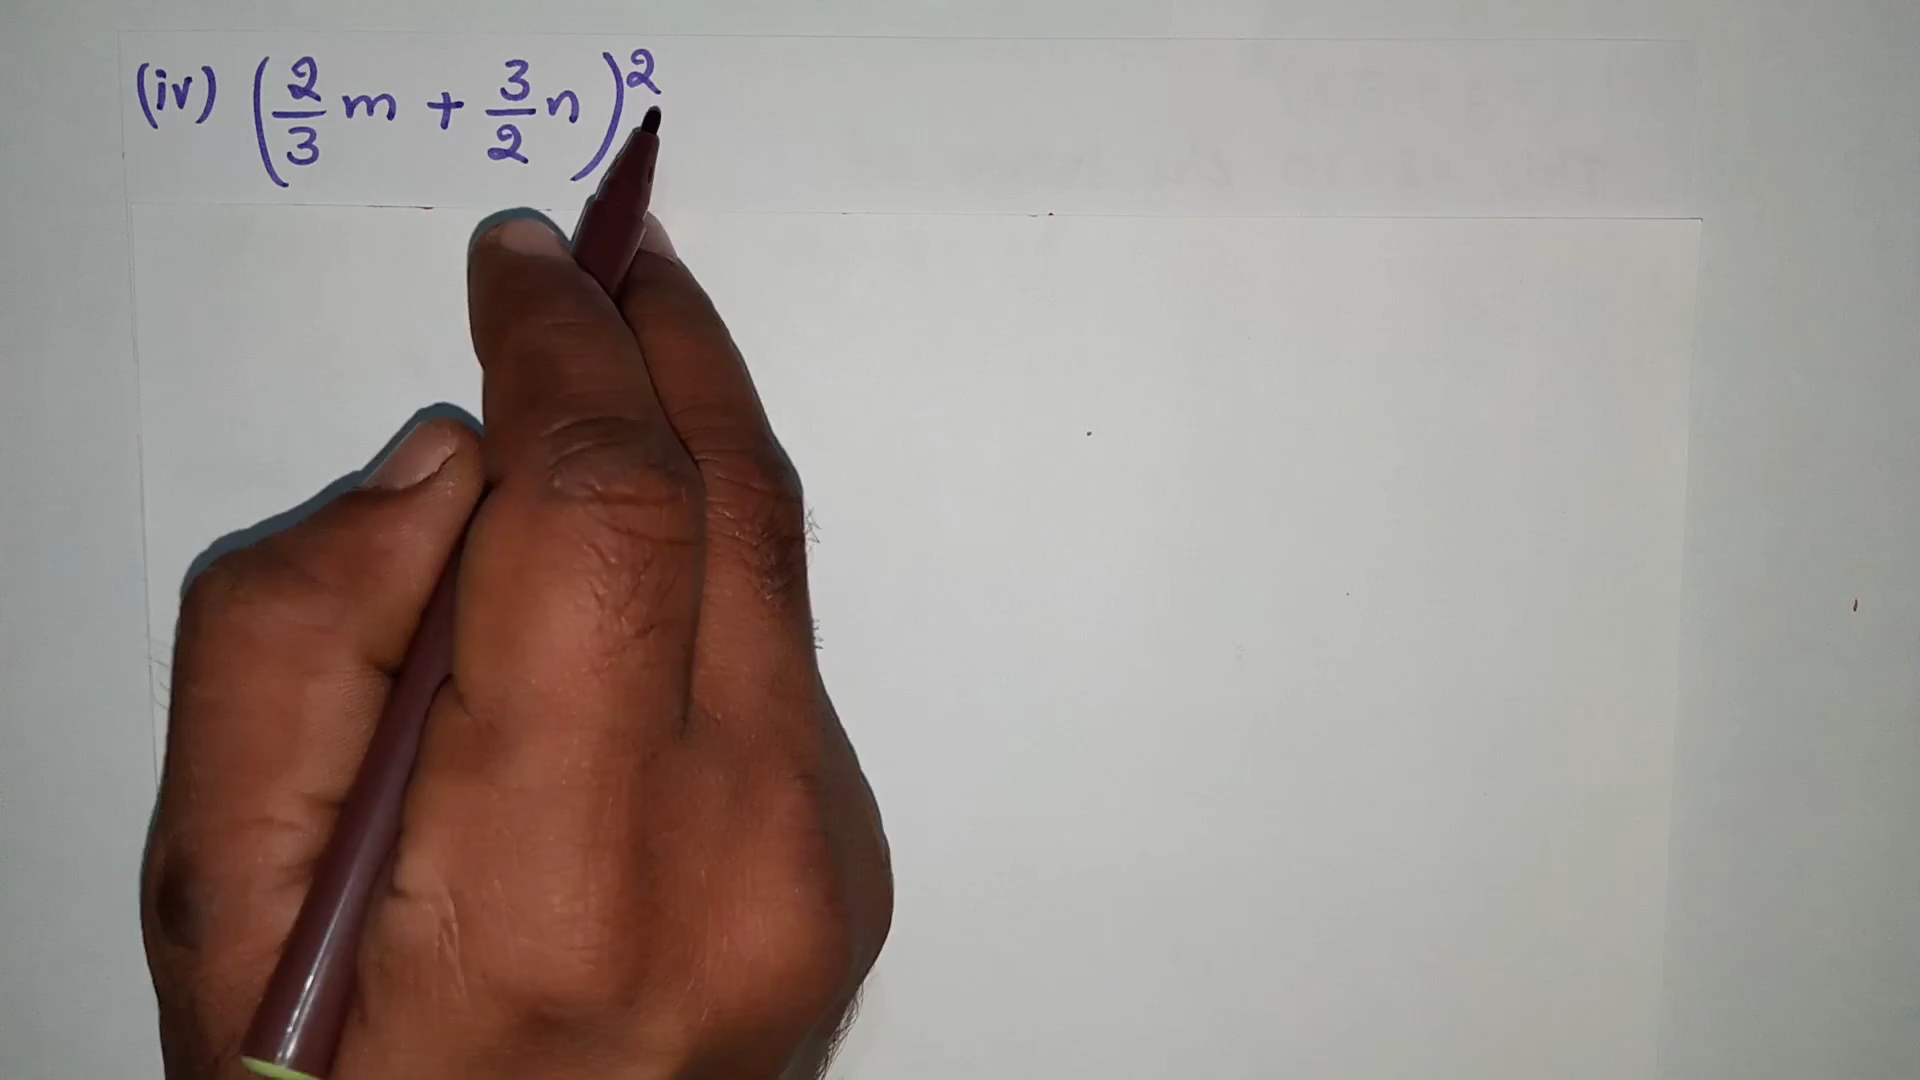 (iv) (2/3 m + 3/2 n)²